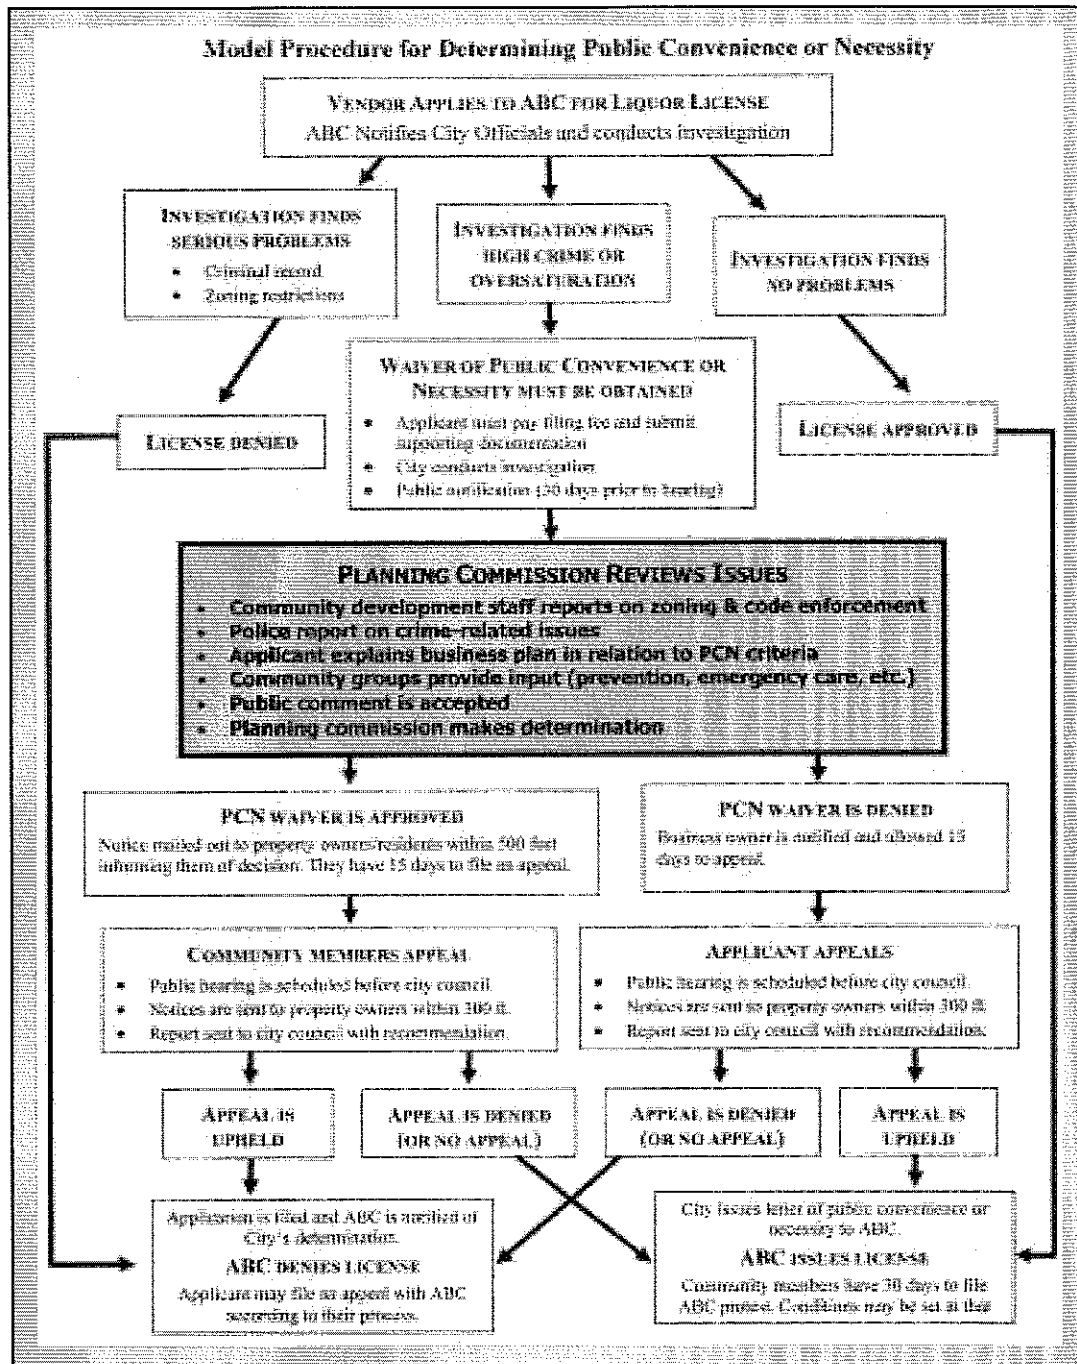 Model Procedure for Determining Public Convenience or Necessity
VENDOR APPLIES TO ABC FOR LIQUOR LICENSE
ABC Notifies City Officials and conducts investigation
INVESTIGATION FINDS
SERIOUS PROBLEMS
• Criminal record
• Zoning restrictions
INVESTIGATION FINDS
HIGH CRIME OR
OVERSATURATION
INVESTIGATION FINDS
NO PROBLEMS
WAIVER OF PUBLIC CONVENIENCE OR
NECESSITY MUST BE OBTAINED
• Applicant must pay filing fee and submit
supporting documentation
• City conducts investigation
• Public notification (30 days prior to hearing)
LICENSE DENIED
LICENSE APPROVED
PLANNING COMMISSION REVIEWS ISSUES
• Community development staff reports on zoning & code enforcement
• Police report on crime-related issues
• Applicant explains business plan in relation to PCN criteria
• Community groups provide input (prevention, emergency care, etc.)
• Public comment is accepted
• Planning commission makes determination
PCN WAIVER IS APPROVED
Notice mailed out to property owners/residents within 500 feet
informing them of decision. They have 15 days to file an appeal.
PCN WAIVER IS DENIED
Business owner is notified and allowed 15
days to appeal.
COMMUNITY MEMBERS APPEAL
• Public hearing is scheduled before city council.
• Notices are sent to property owners within 300 ft.
• Report sent to city council with recommendation.
APPLICANT APPEALS
• Public hearing is scheduled before city council.
• Notices are sent to property owners within 300 ft.
• Report sent to city council with recommendation.
APPEAL IS
UPHELD
APPEAL IS DENIED
(OR NO APPEAL)
APPEAL IS DENIED
(OR NO APPEAL)
APPEAL IS
UPHELD
Application is filed and ABC is notified of
City's determination.
ABC DENIES LICENSE
Applicant may file an appeal with ABC
according to their process.
City issues letter of public convenience or
necessity to ABC.
ABC ISSUES LICENSE
Community members have 30 days to file
ABC protest. Conditions may be set at this